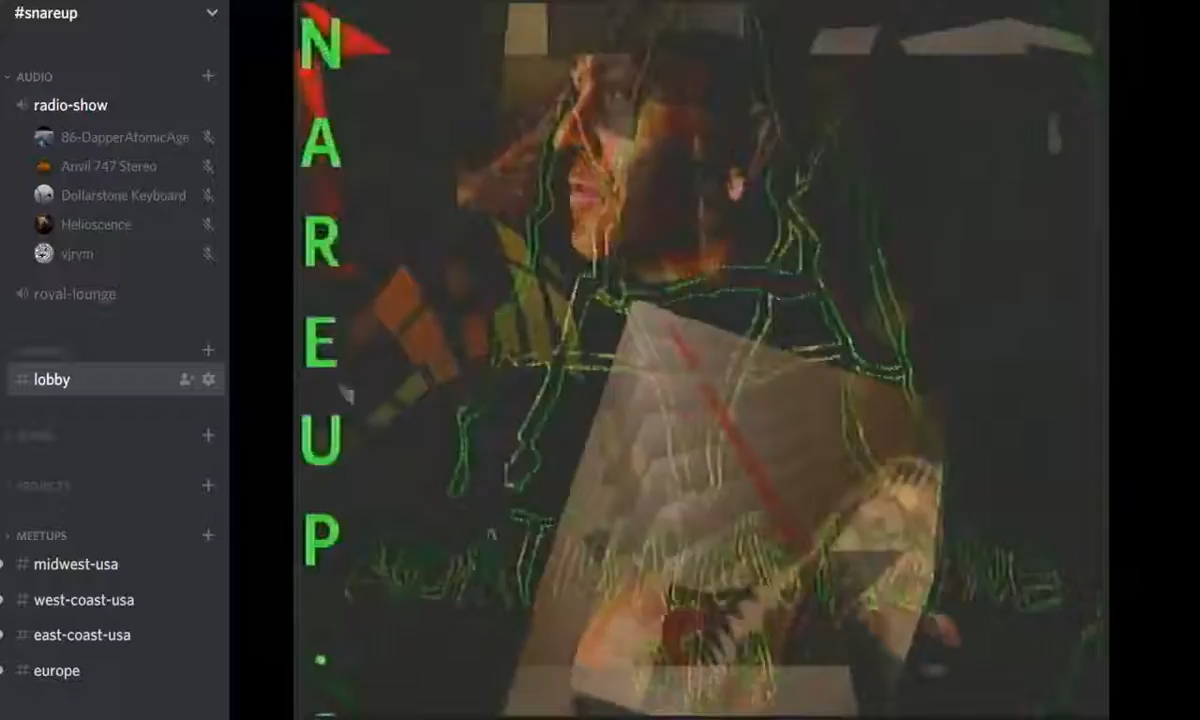 #snareup
AUDIO
radio-show
86-DapperAtomicAge
Anvil 747 Stereo
Dollarstone Keyboard
Helioscence
vjrym
royal-lounge
lobby
PROJECTS
MEETUPS
midwest-usa
west-coast-usa
east-coast-usa
europe
N
A
R
E
U
P
.